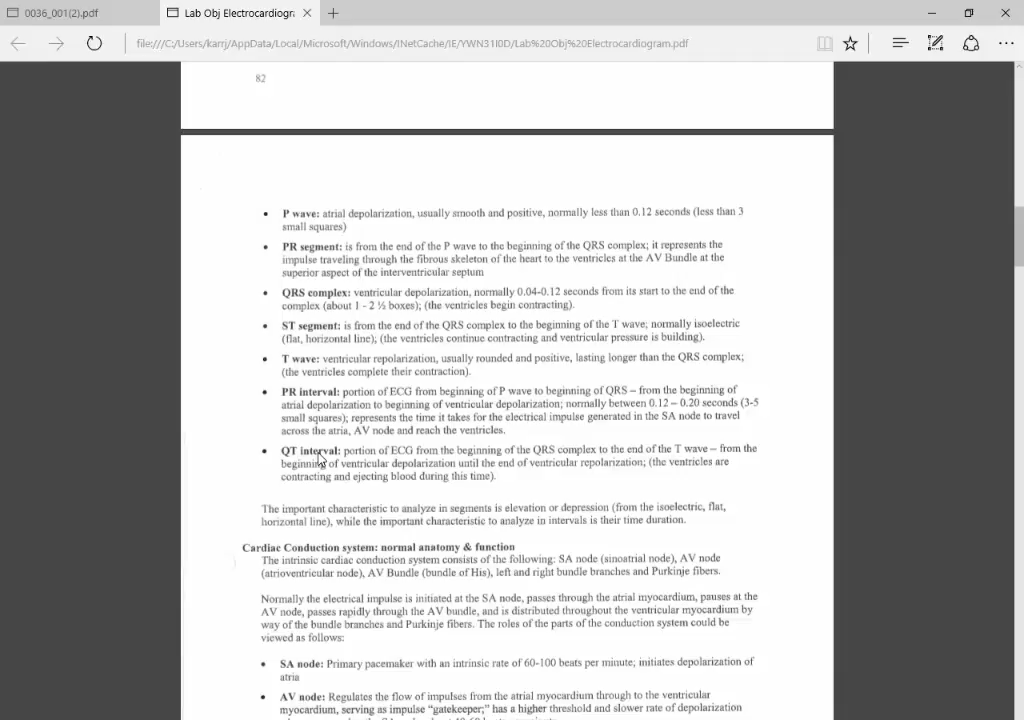 0036_001(2).pdf
Lab Obj Electrocardiogra
file:///C:/Users/karrj/AppData/Local/Microsoft/Windows/INetCache/IE/YWN31I0D/Lab%20Obj%20Electrocardiogram.pdf
82
• P wave: atrial depolarization, usually smooth and positive, normally less than 0.12 seconds (less than 3
small squares)
• PR segment: is from the end of the P wave to the beginning of the QRS complex; it represents the
impulse traveling through the fibrous skeleton of the heart to the ventricles at the AV Bundle at the
superior aspect of the interventricular septum
• QRS complex: ventricular depolarization, normally 0.04-0.12 seconds from its start to the end of the
complex (about 1 - 2 ½ boxes); (the ventricles begin contracting).
• ST segment: is from the end of the QRS complex to the beginning of the T wave; normally isoelectric
(flat, horizontal line); (the ventricles continue contracting and ventricular pressure is building).
• T wave: ventricular repolarization, usually rounded and positive, lasting longer than the QRS complex;
(the ventricles complete their contraction).
• PR interval: portion of ECG from beginning of P wave to beginning of QRS – from the beginning of
atrial depolarization to beginning of ventricular depolarization; normally between 0.12 – 0.20 seconds (3-5
small squares); represents the time it takes for the electrical impulse generated in the SA node to travel
across the atria, AV node and reach the ventricles.
• QT interval: portion of ECG from the beginning of the QRS complex to the end of the T wave – from the
beginning of ventricular depolarization until the end of ventricular repolarization; (the ventricles are
contracting and ejecting blood during this time).
The important characteristic to analyze in segments is elevation or depression (from the isoelectric, flat,
horizontal line), while the important characteristic to analyze in intervals is their time duration.
Cardiac Conduction system: normal anatomy & function
The intrinsic cardiac conduction system consists of the following: SA node (sinoatrial node), AV node
(atrioventricular node), AV Bundle (bundle of His), left and right bundle branches and Purkinje fibers.
Normally the electrical impulse is initiated at the SA node, passes through the atrial myocardium, pauses at the
AV node, passes rapidly through the AV bundle, and is distributed throughout the ventricular myocardium by
way of the bundle branches and Purkinje fibers. The roles of the parts of the conduction system could be
viewed as follows:
• SA node: Primary pacemaker with an intrinsic rate of 60-100 beats per minute; initiates depolarization of
atria
• AV node: Regulates the flow of impulses from the atrial myocardium through to the ventricular
myocardium, serving as impulse “gatekeeper;” has a higher threshold and slower rate of depolarization